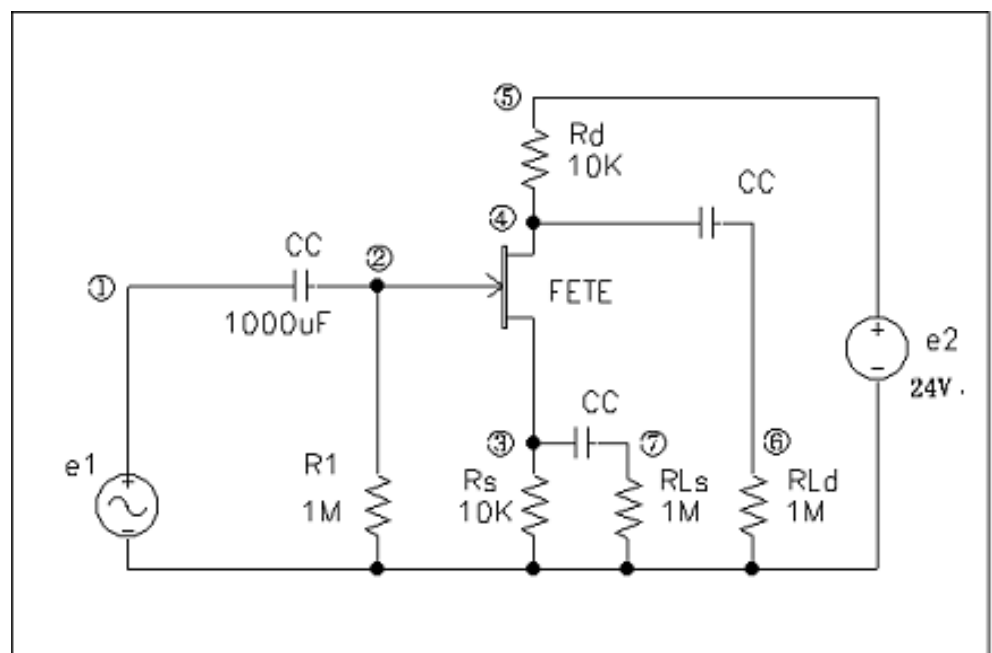 ⑤
Rd
10K
CC
④
CC
②
①
FETE
1000uF
e2
24V.
CC
③
⑦
⑥
e1
R1
1M
Rs
10K
RLs
1M
RLd
1M